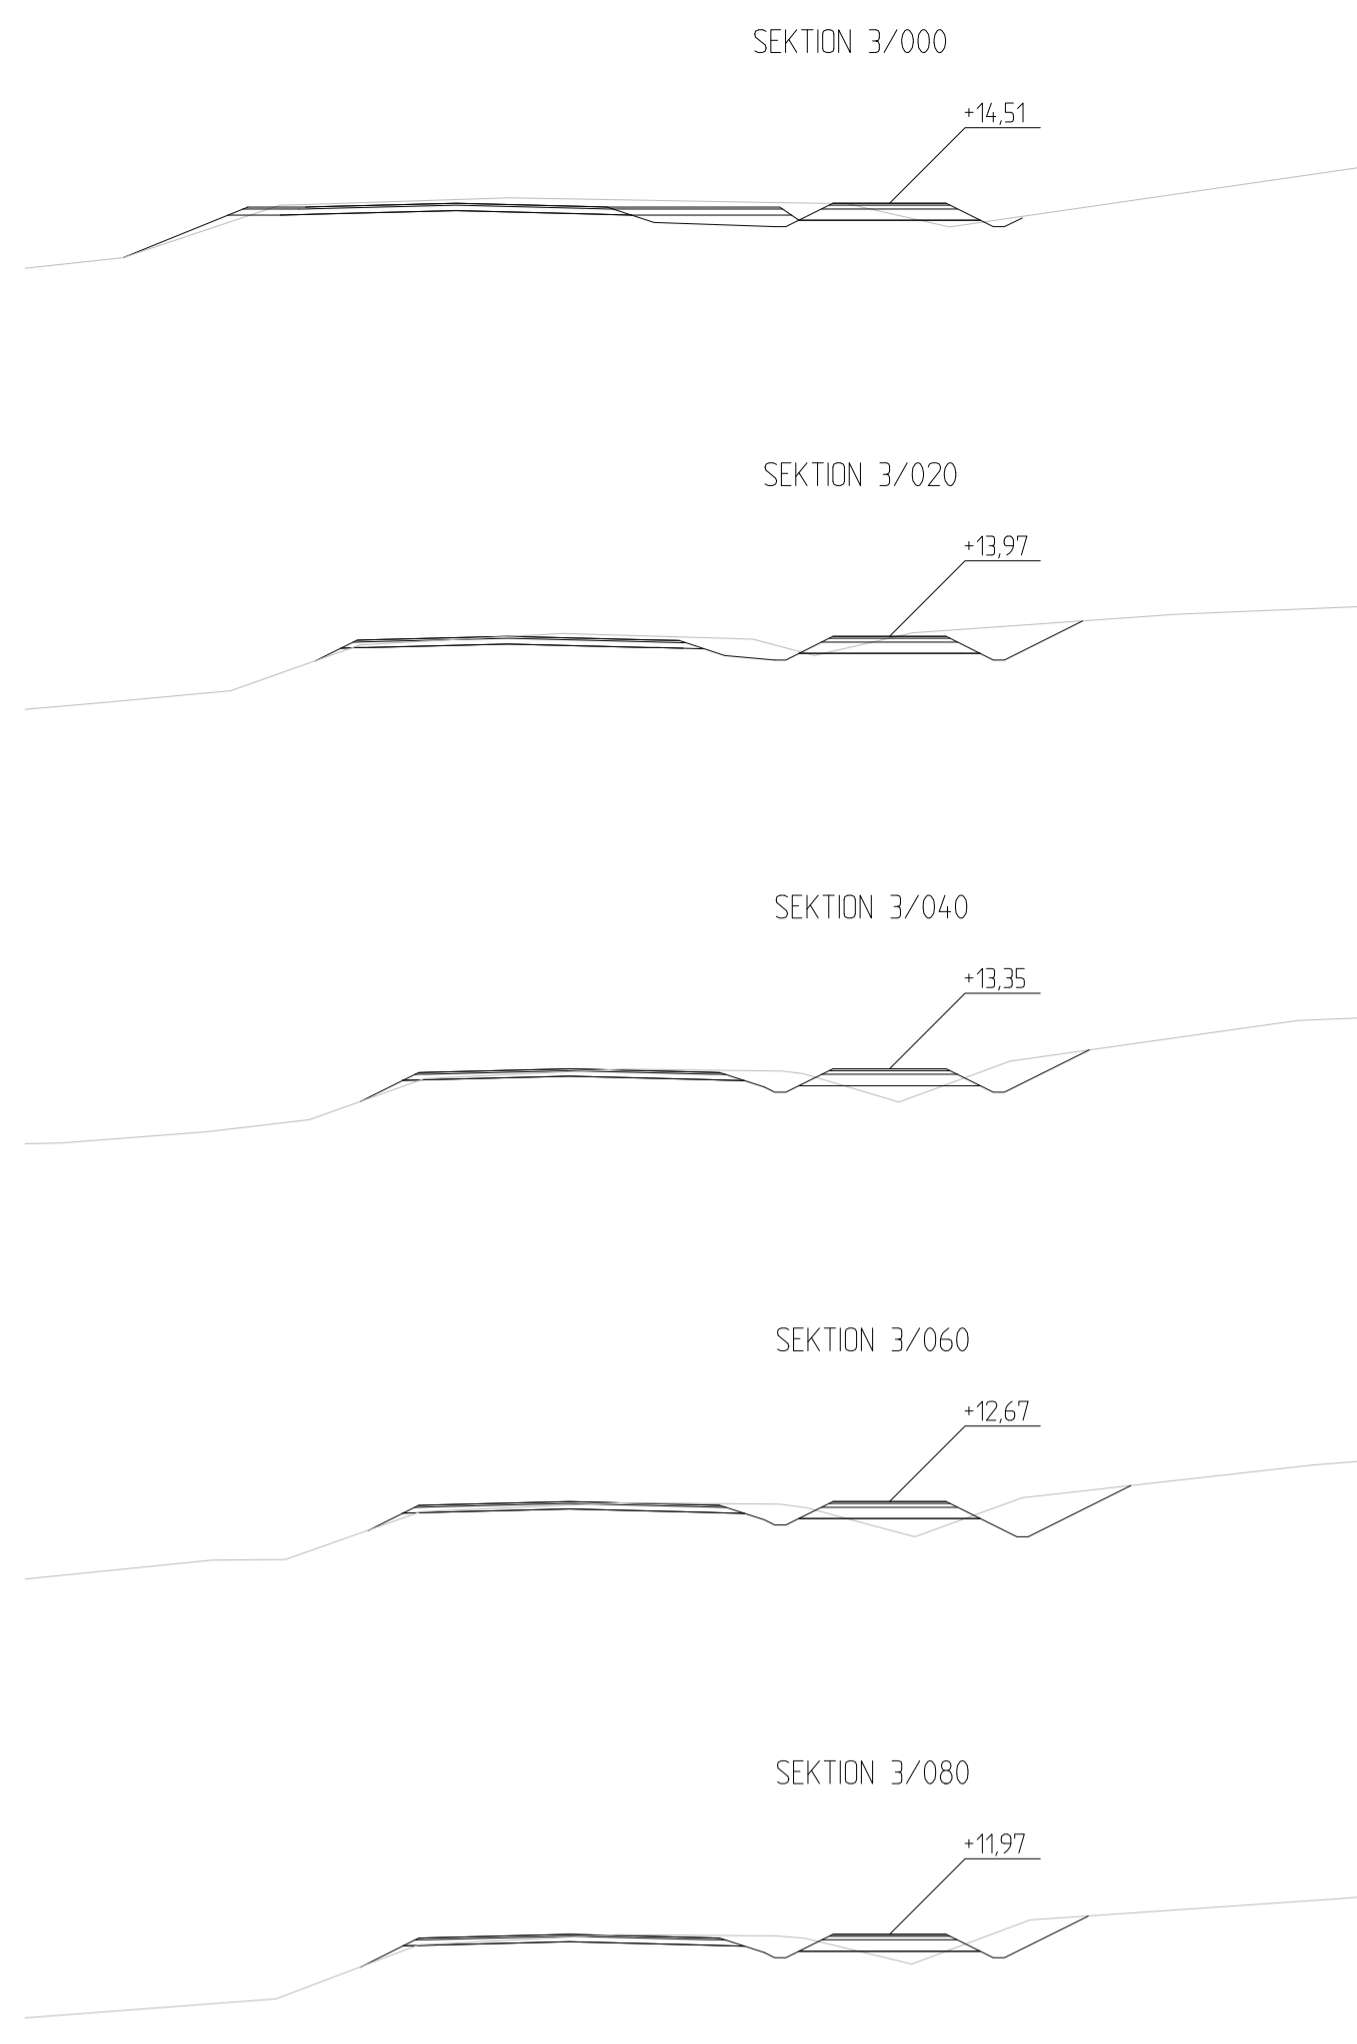 SEKTION 3/000
+14,51
SEKTION 3/020
+13,97
SEKTION 3/040
+13,35
SEKTION 3/060
+12,67
SEKTION 3/080
+11,97